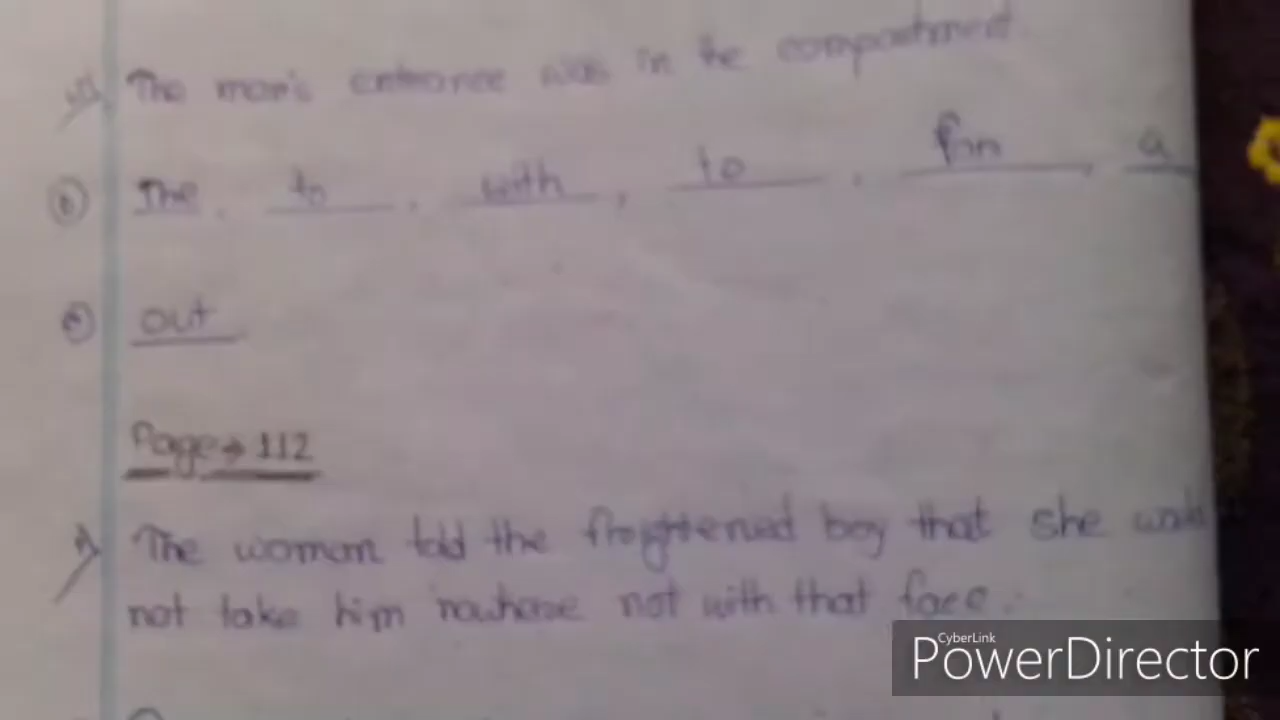 The man's entrance was in the compartment.
The, to, with, to, fin, a
out
Page → 112
The woman told the frightened boy that she would
not take him nowhere not with that face.
CyberLink
PowerDirector